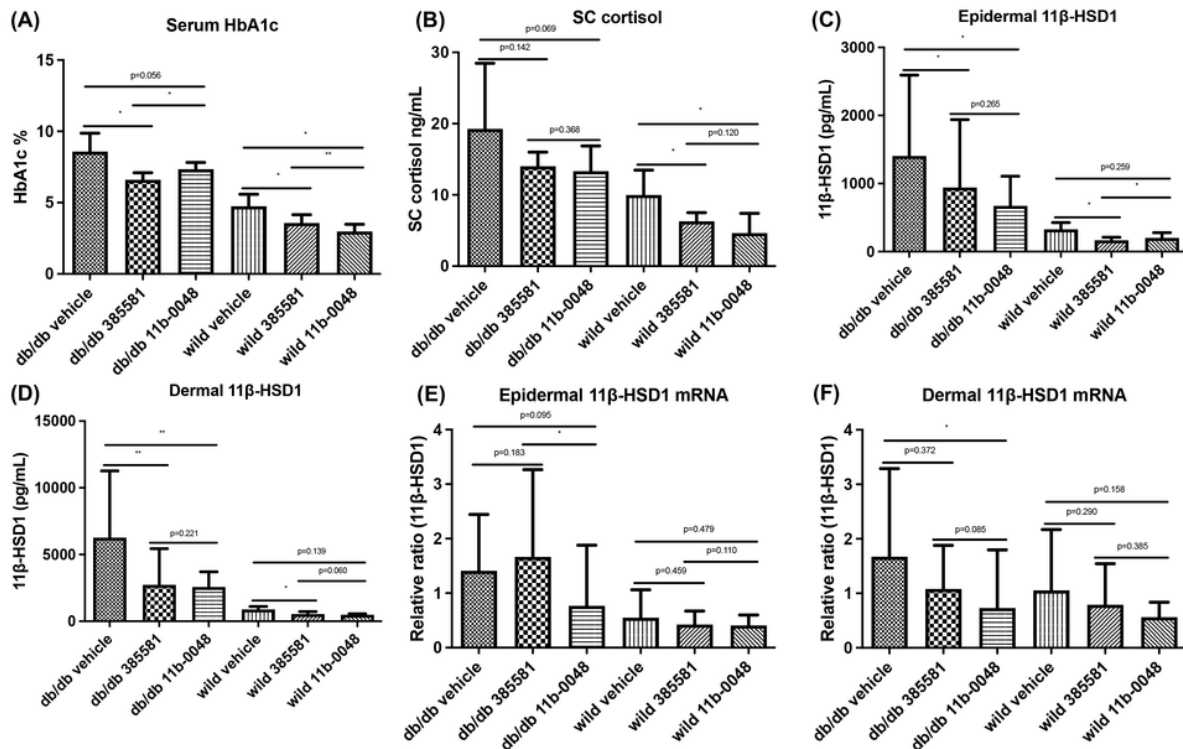 (A)
Serum HbA1c
HbA1c %
15
10
5
0
p=0.056
*
*
*
**
*
db/db vehicle
db/db 385581
db/db 11b-0048
wild vehicle
wild 385581
wild 11b-0048
(B)
SC cortisol
SC cortisol ng/mL
30
20
10
0
p=0.069
p=0.142
p=0.368
*
p=0.120
*
db/db vehicle
db/db 385581
db/db 11b-0048
wild vehicle
wild 385581
wild 11b-0048
(C)
Epidermal 11β-HSD1
11β-HSD1 (pg/mL)
3000
2000
1000
0
*
*
p=0.265
p=0.259
*
*
db/db vehicle
db/db 385581
db/db 11b-0048
wild vehicle
wild 385581
wild 11b-0048
(D)
Dermal 11β-HSD1
11β-HSD1 (pg/mL)
15000
10000
5000
0
**
**
p=0.221
p=0.139
p=0.060
*
db/db vehicle
db/db 385581
db/db 11b-0048
wild vehicle
wild 385581
wild 11b-0048
(E)
Epidermal 11β-HSD1 mRNA
Relative ratio (11β-HSD1)
4
3
2
1
0
p=0.095
*
p=0.183
p=0.479
p=0.110
p=0.459
db/db vehicle
db/db 385581
db/db 11b-0048
wild vehicle
wild 385581
wild 11b-0048
(F)
Dermal 11β-HSD1 mRNA
Relative ratio (11β-HSD1)
4
3
2
1
0
*
p=0.372
p=0.085
p=0.158
p=0.290
p=0.385
db/db vehicle
db/db 385581
db/db 11b-0048
wild vehicle
wild 385581
wild 11b-0048